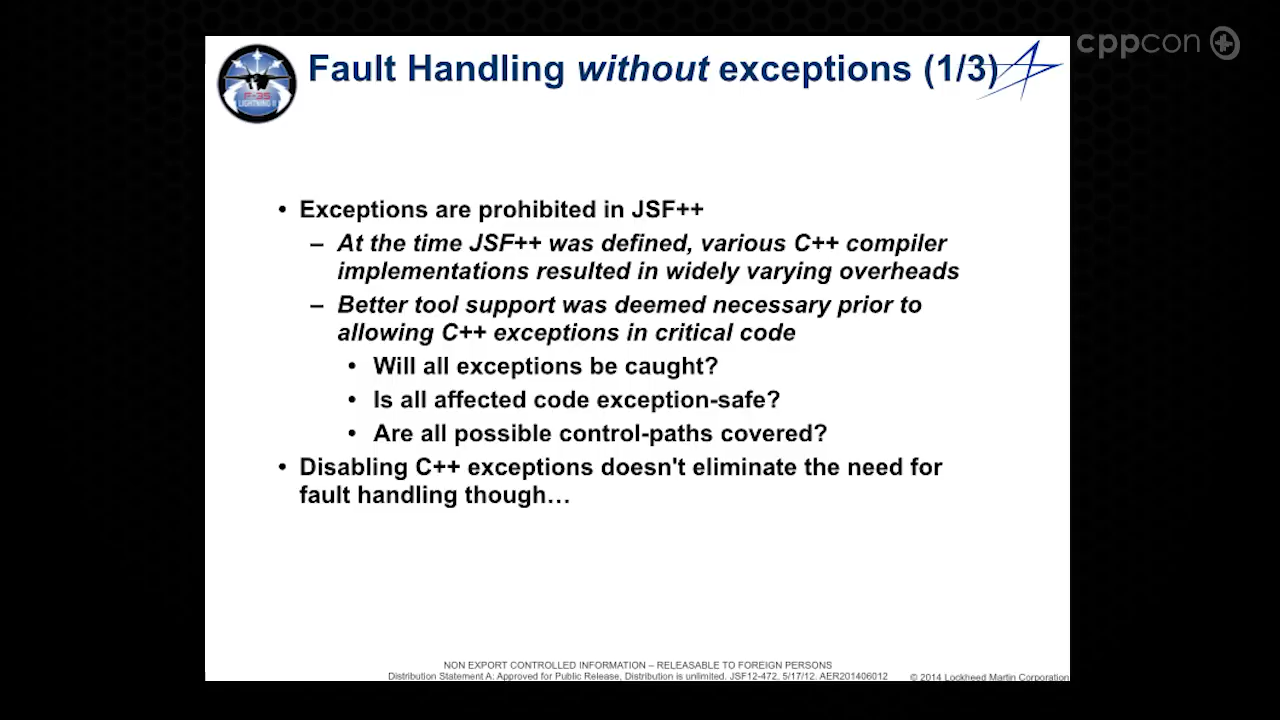 cppcon
Fault Handling without exceptions (1/3)
F-35
LIGHTNING II
• Exceptions are prohibited in JSF++
– At the time JSF++ was defined, various C++ compiler
implementations resulted in widely varying overheads
– Better tool support was deemed necessary prior to
allowing C++ exceptions in critical code
• Will all exceptions be caught?
• Is all affected code exception-safe?
• Are all possible control-paths covered?
• Disabling C++ exceptions doesn't eliminate the need for
fault handling though…
NON EXPORT CONTROLLED INFORMATION – RELEASABLE TO FOREIGN PERSONS
Distribution Statement A: Approved for Public Release, Distribution is unlimited. JSF12-472, 5/17/12. AER201406012
© 2014 Lockheed Martin Corporation